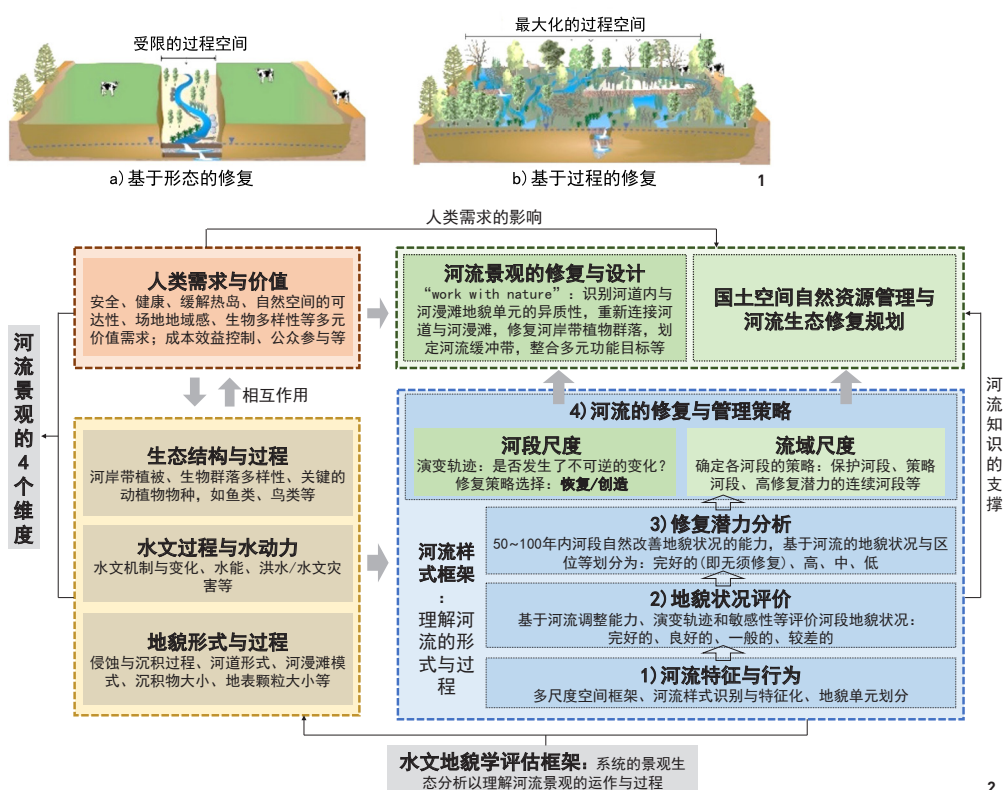 受限的过程空间
最大化的过程空间
a)基于形态的修复
b)基于过程的修复
1
人类需求的影响
人类需求与价值
安全、健康、缓解热岛、自然空间的可
达性、场地地域感、生物多样性等多元
价值需求；成本效益控制、公众参与等
河流景观的修复与设计
“work with nature”：识别河道内与
河漫滩地貌单元的异质性，重新连接河
道与河漫滩，修复河岸带植物群落，划
定河流缓冲带，整合多元功能目标等
国土空间自然资源管理与
河流生态修复规划
河流景观的4个维度
相互作用
生态结构与过程
河岸带植被、生物群落多样性、关键的
动植物物种，如鱼类、鸟类等
水文过程与水动力
水文机制与变化、水能、洪水/水文灾
害等
地貌形式与过程
侵蚀与沉积过程、河道形式、河漫滩模
式、沉积物大小、地表颗粒大小等
4)河流的修复与管理策略
河段尺度
演变轨迹：是否发生了不可逆的变化？
修复策略选择：恢复/创造
流域尺度
确定各河段的策略：保护河段、策略
河段、高修复潜力的连续河段等
河流样
式框架
：
理解河
流的形
式与过
程
3)修复潜力分析
50~100年内河段自然改善地貌状况的能力，基于河流的地貌状况与区
位等划分为：完好的(即无须修复)、高、中、低
2)地貌状况评价
基于河流调整能力、演变轨迹和敏感性等评价河段地貌状况：
完好的、良好的、一般的、较差的
1)河流特征与行为
多尺度空间框架、河流样式识别与特征化、地貌单元划分
河流知识的支撑
水文地貌学评估框架：系统的景观生
态分析以理解河流景观的运作与过程
2